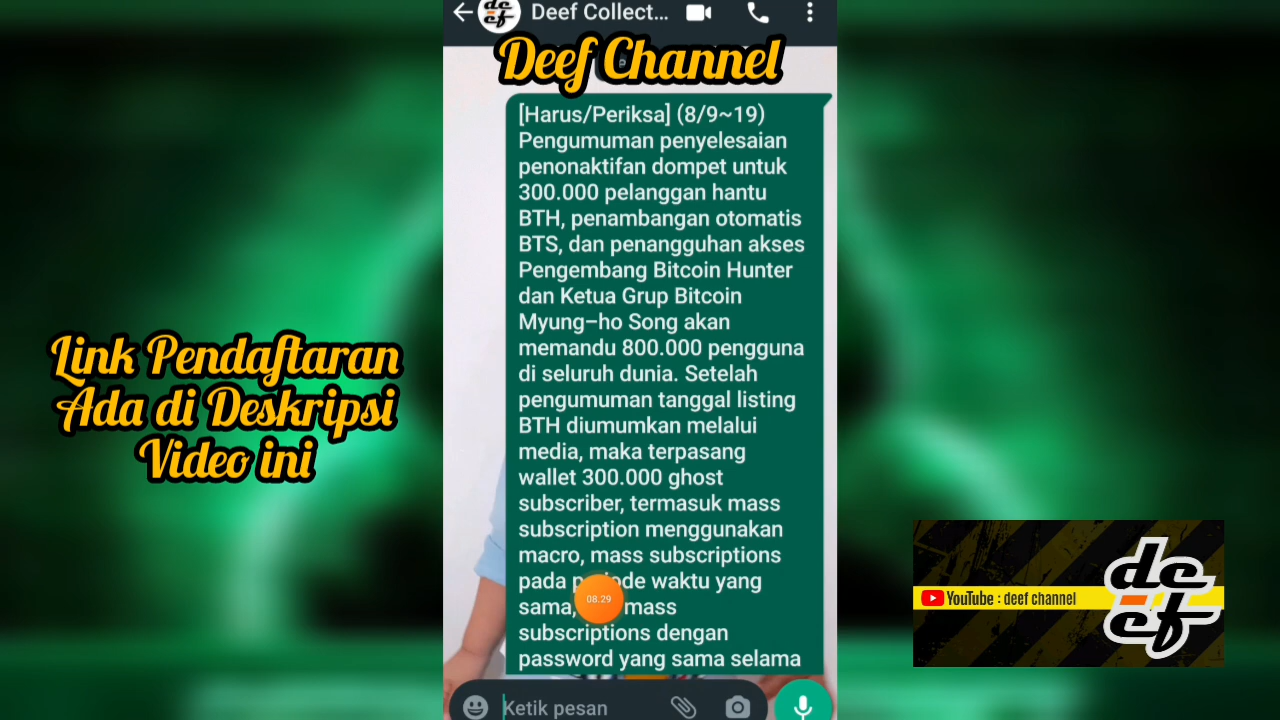 Deef Collect...
Deef Channel
[Harus/Periksa] (8/9~19)
Pengumuman penyelesaian
penonaktifan dompet untuk
300.000 pelanggan hantu
BTH, penambangan otomatis
BTS, dan penangguhan akses
Pengembang Bitcoin Hunter
dan Ketua Grup Bitcoin
Myung-ho Song akan
memandu 800.000 pengguna
di seluruh dunia. Setelah
pengumuman tanggal listing
BTH diumumkan melalui
media, maka terpasang
wallet 300.000 ghost
subscriber, termasuk mass
subscription menggunakan
macro, mass subscriptions
pada waktu yang
sama, mass
subscriptions dengan
password yang sama selama
08:29
Ketik pesan
Link Pendaftaran
Ada di Deskripsi
Video ini
YouTube : deef channel
deef
deef